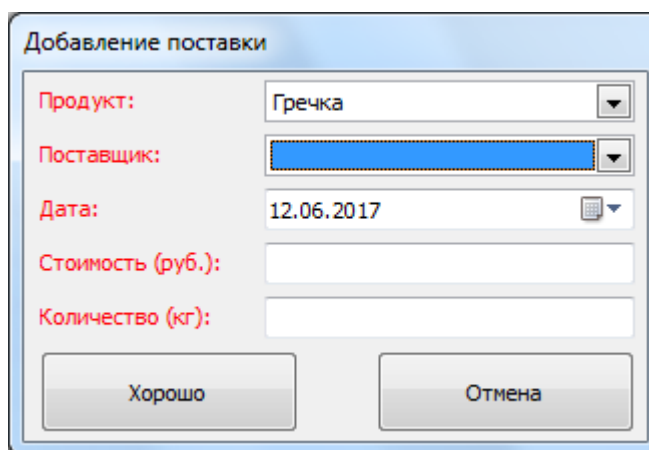 Добавление поставки
Продукт: Гречка
Поставщик:
Дата: 12.06.2017
Стоимость (руб.):
Количество (кг):
Хорошо Отмена